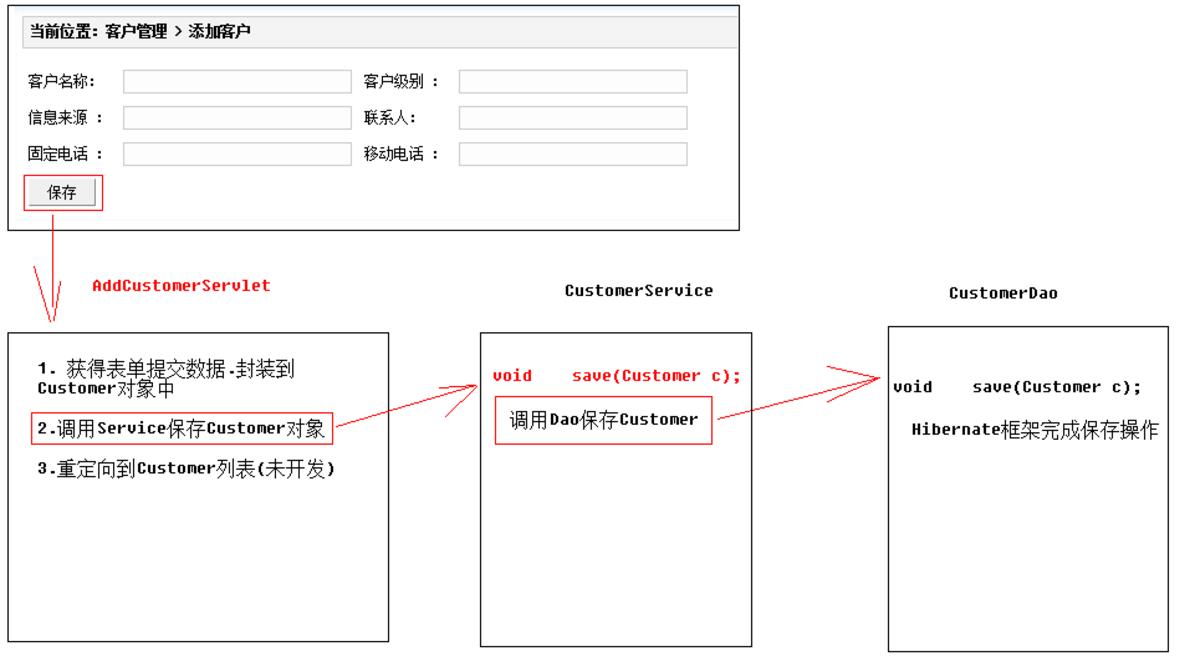 当前位置：客户管理 > 添加客户
客户名称： 客户级别 ：
信息来源 ： 联系人：
固定电话 ： 移动电话 ：
保存
AddCustomerServlet
CustomerService
CustomerDao
1. 获得表单提交数据.封装到
Customer对象中
2.调用Service保存Customer对象
3.重定向到Customer列表(未开发)
void save(Customer c);
调用Dao保存Customer
void save(Customer c);
Hibernate框架完成保存操作